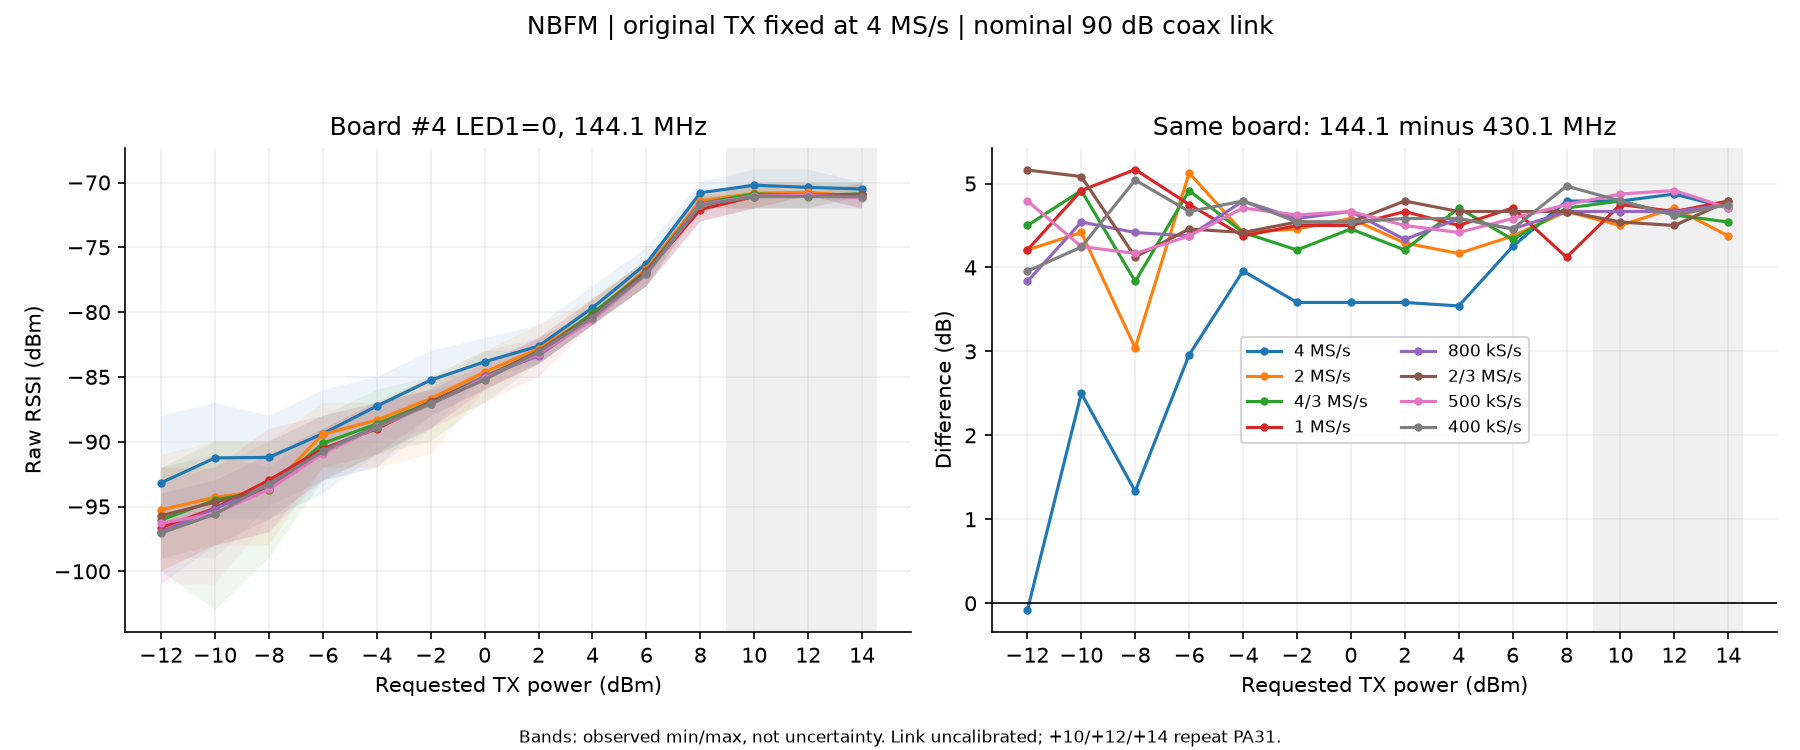 NBFM | original TX fixed at 4 MS/s | nominal 90 dB coax link
Board #4 LED1=0, 144.1 MHz
Raw RSSI (dBm)
−70
−75
−80
−85
−90
−95
−100
−12 −10 −8 −6 −4 −2 0 2 4 6 8 10 12 14
Requested TX power (dBm)
Same board: 144.1 minus 430.1 MHz
Difference (dB)
5
4
3
2
1
0
4 MS/s
2 MS/s
4/3 MS/s
1 MS/s
800 kS/s
2/3 MS/s
500 kS/s
400 kS/s
−12 −10 −8 −6 −4 −2 0 2 4 6 8 10 12 14
Requested TX power (dBm)
Bands: observed min/max, not uncertainty. Link uncalibrated; +10/+12/+14 repeat PA31.